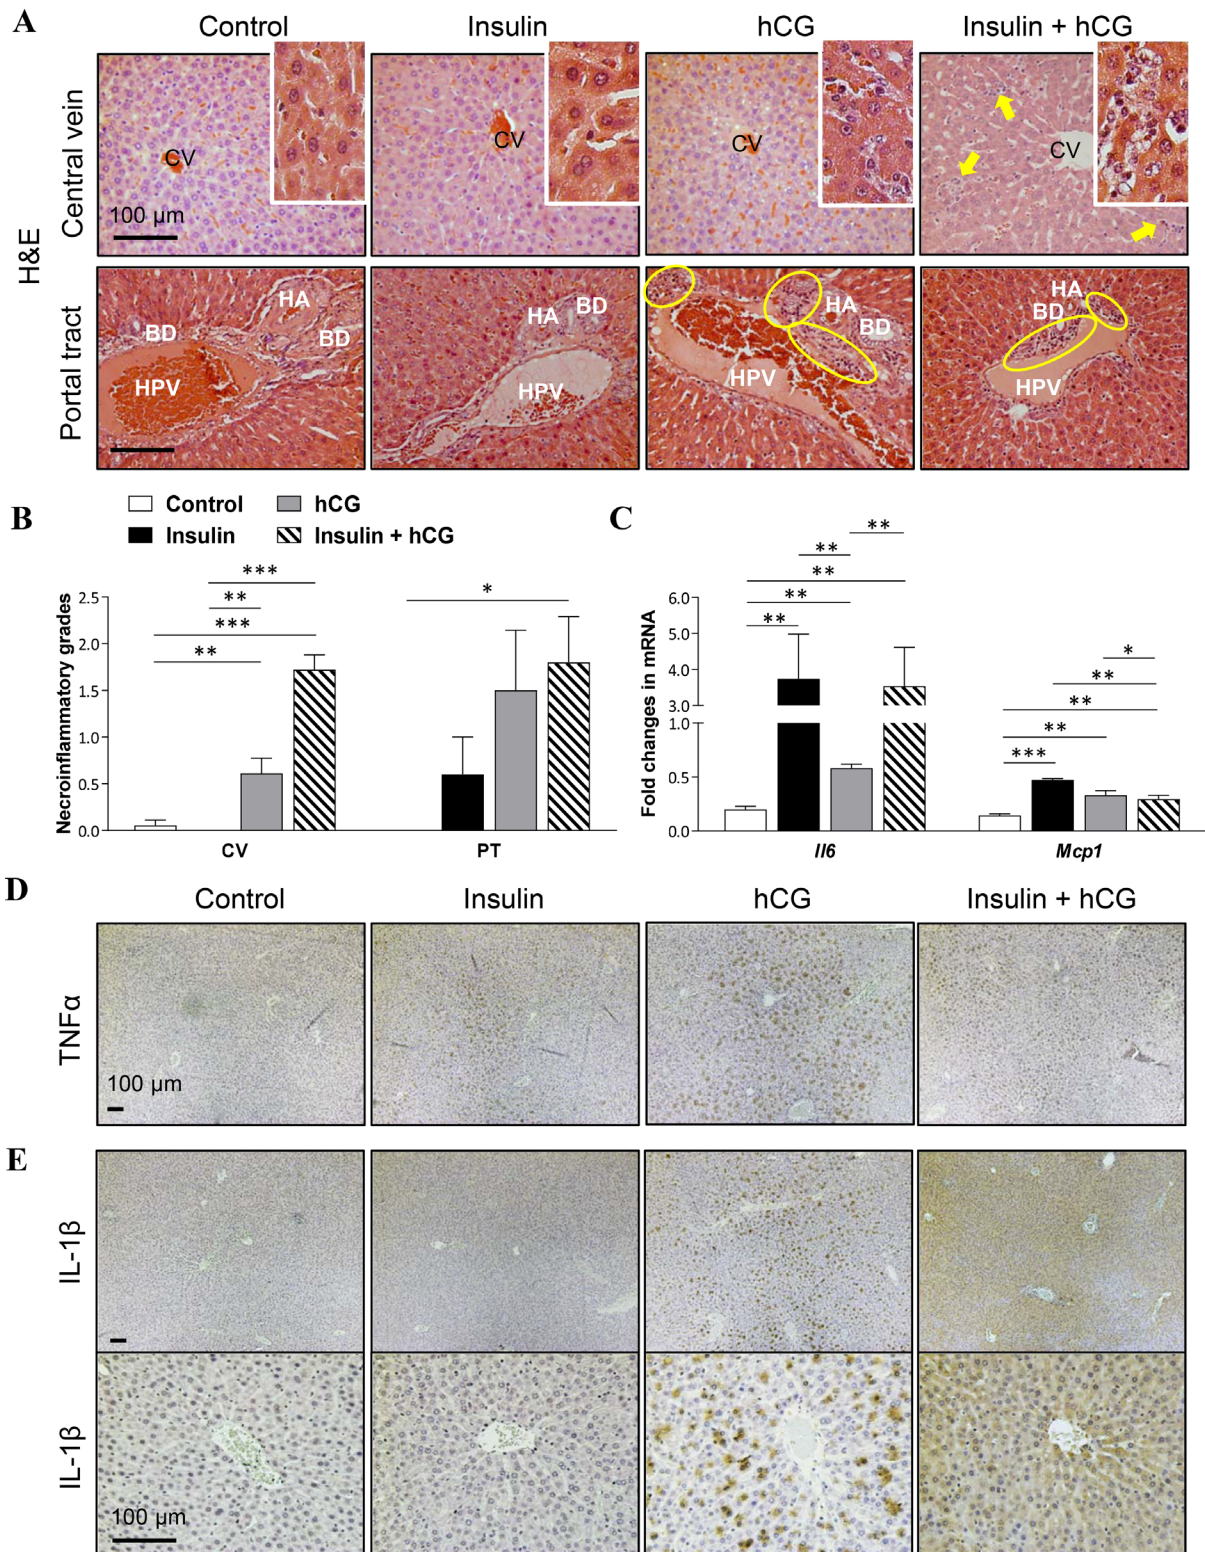 A
Control
Insulin
hCG
Insulin + hCG
H&E
Central vein
CV
100 µm
CV
CV
CV
Portal tract
BD
HA
BD
HPV
HA
BD
HPV
HA
BD
HPV
HA
BD
HPV
B
Control
hCG
Insulin
Insulin + hCG
Necroinflammatory grades
2.5
2.0
1.5
1.0
0.5
0.0
***
**
***
**
*
CV
PT
C
Fold changes in mRNA
6.0
5.0
4.0
3.0
1.0
0.5
0.0
**
**
**
**
**
*
**
**
**
***
Il6
Mcp1
D
Control
Insulin
hCG
Insulin + hCG
TNFα
100 µm
E
IL-1β
IL-1β
100 µm